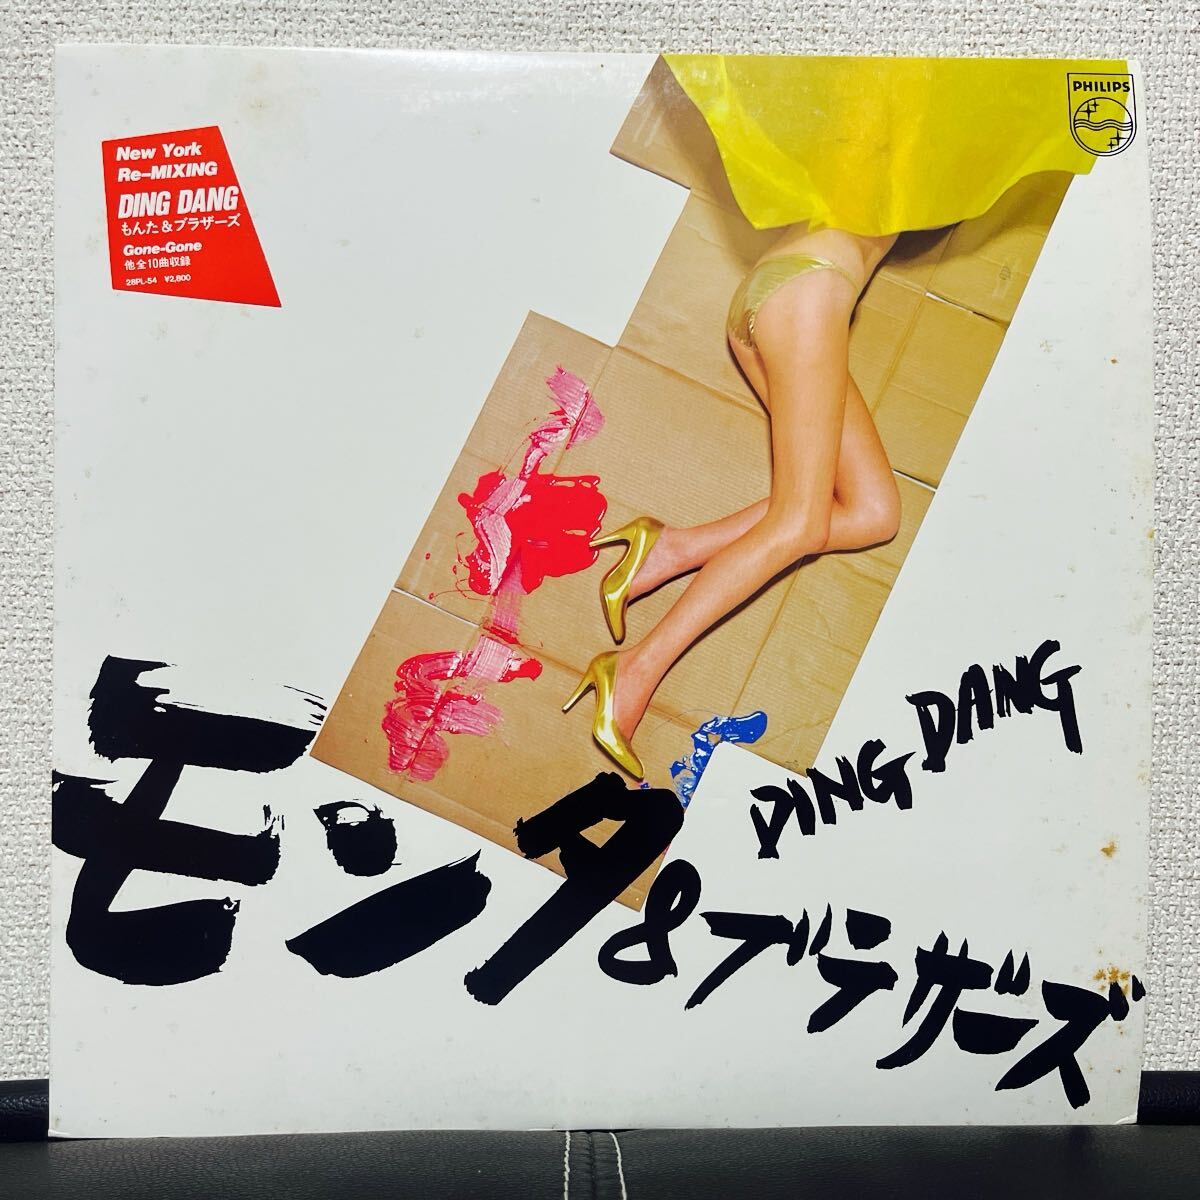 New York
Re-MIXING
DING DANG
もんた&ブラザーズ
Gone-Gone
他全10曲収録
28PL-54 ¥2,800
PHILIPS
DING DANG
モンタ&ブラザーズ